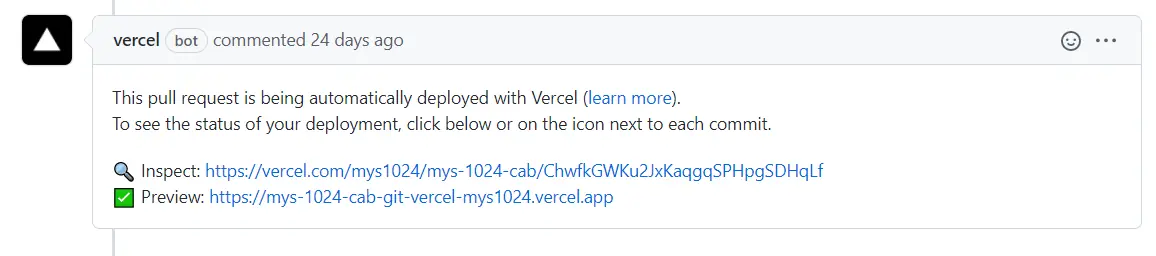 vercel bot commented 24 days ago
This pull request is being automatically deployed with Vercel (learn more).
To see the status of your deployment, click below or on the icon next to each commit.
Inspect: https://vercel.com/mys1024/mys-1024-cab/ChwfkGWKu2JxKaqgqSPHpgSDHqLf
Preview: https://mys-1024-cab-git-vercel-mys1024.vercel.app